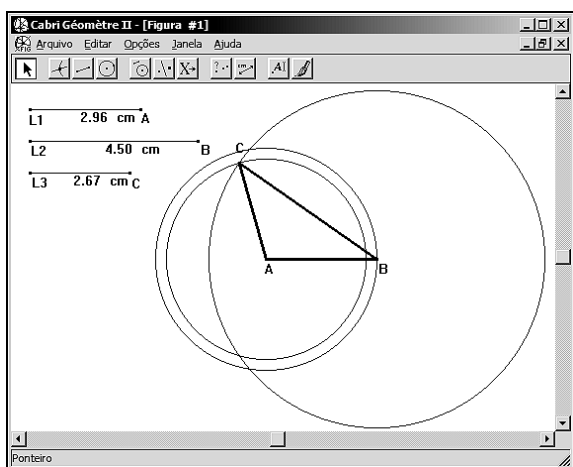 Cabri Géomètre II - [Figura #1]
Arquivo Editar Opções Janela Ajuda
L1 2.96 cm A
L2 4.50 cm B
L3 2.67 cm C
C
A
B
Ponteiro